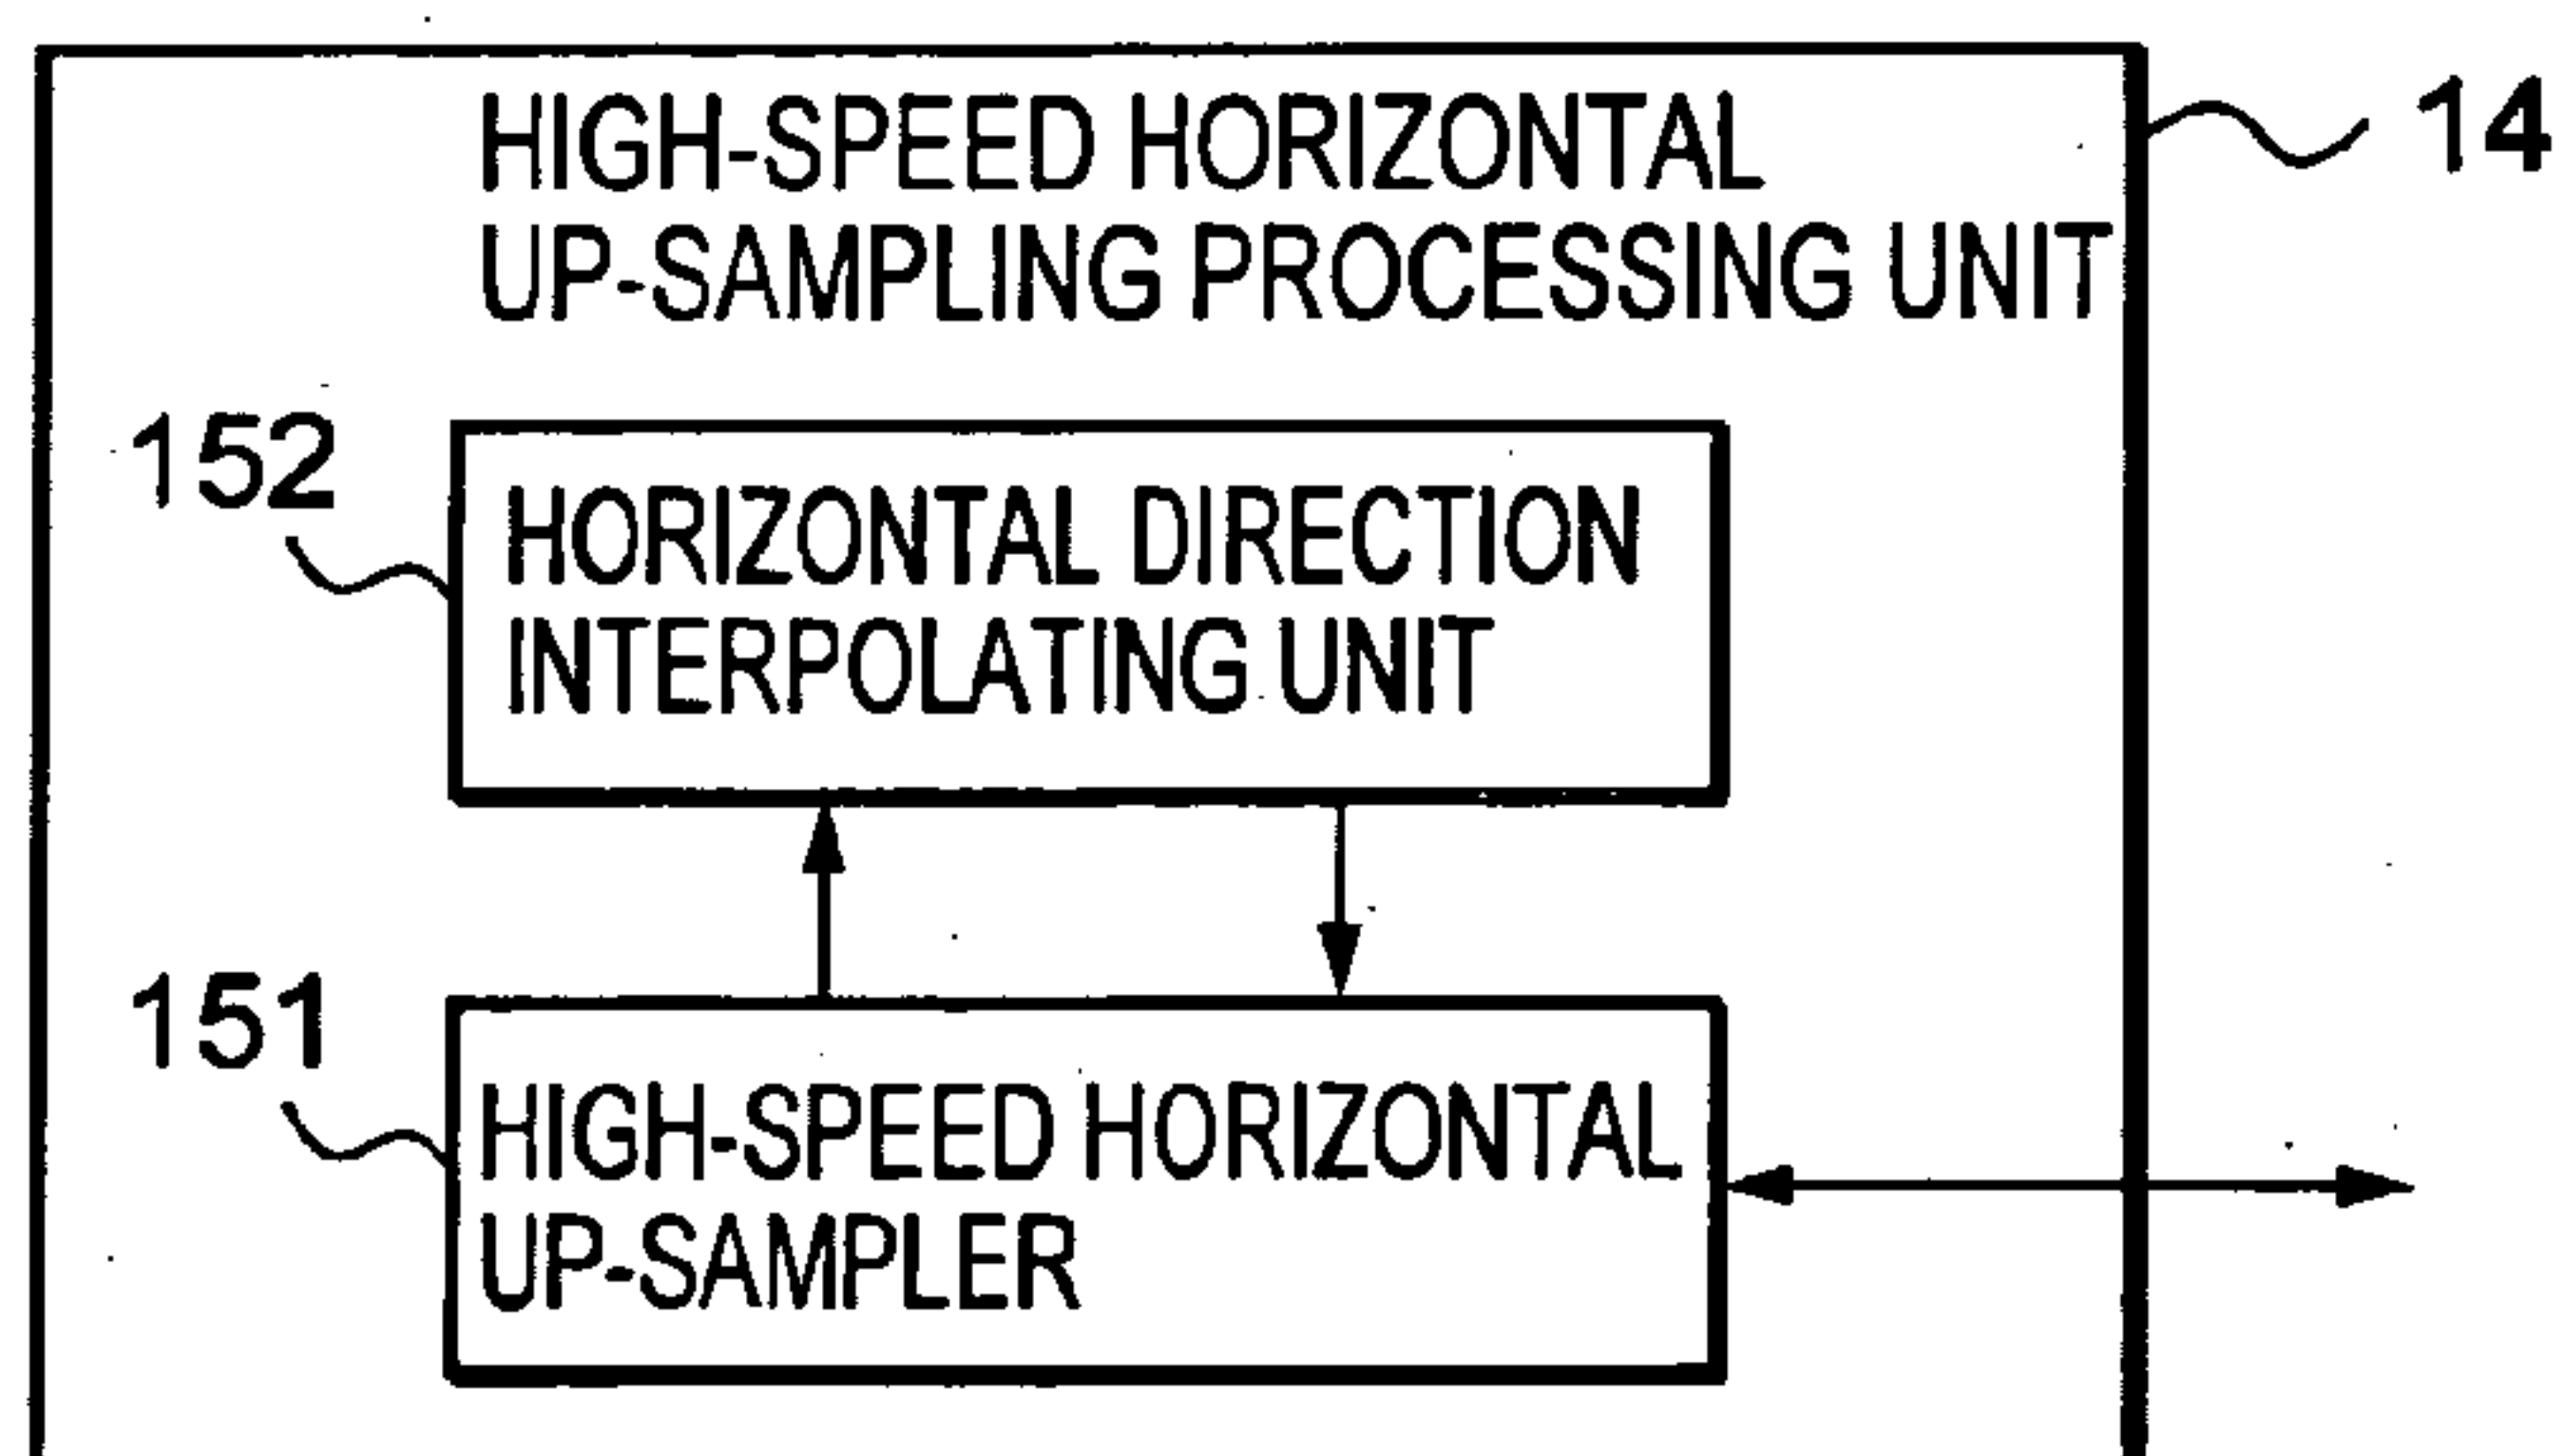 HIGH-SPEED HORIZONTAL
UP-SAMPLING PROCESSING UNIT
14
152
HORIZONTAL DIRECTION
INTERPOLATING UNIT
151
HIGH-SPEED HORIZONTAL
UP-SAMPLER